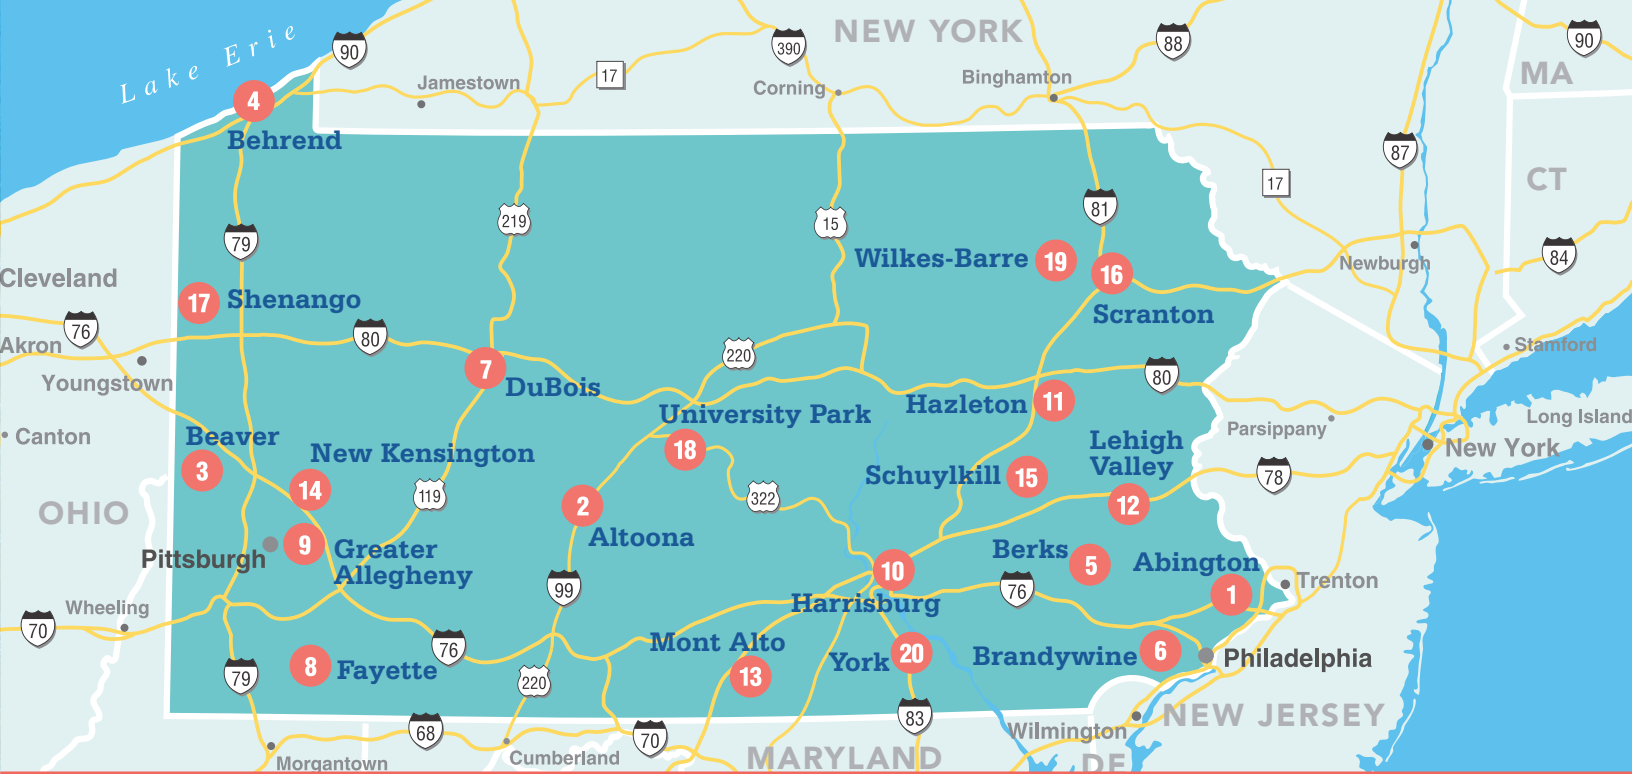 Lake Erie
90
NEW YORK
390
88
90
17
Jamestown
Corning
Binghamton
MA
4
Behrend
87
CT
17
219
15
81
79
Wilkes-Barre
19
16
Scranton
Newburgh
84
Cleveland
17
Shenango
76
80
Akron
Youngstown
220
Stamford
7
DuBois
80
University Park
18
Hazleton
11
Parsippany
Long Island
New York
Canton
Beaver
3
New Kensington
14
119
322
Schuylkill
15
Lehigh
Valley
12
78
OHIO
2
Altoona
Pittsburgh
9
Greater
Allegheny
10
Harrisburg
Berks
5
Abington
1
Trenton
99
76
Wheeling
70
76
Mont Alto
13
York
20
Brandywine
6
Philadelphia
79
8
Fayette
220
68
70
83
Wilmington
NEW JERSEY
Morgantown
Cumberland
MARYLAND
DE